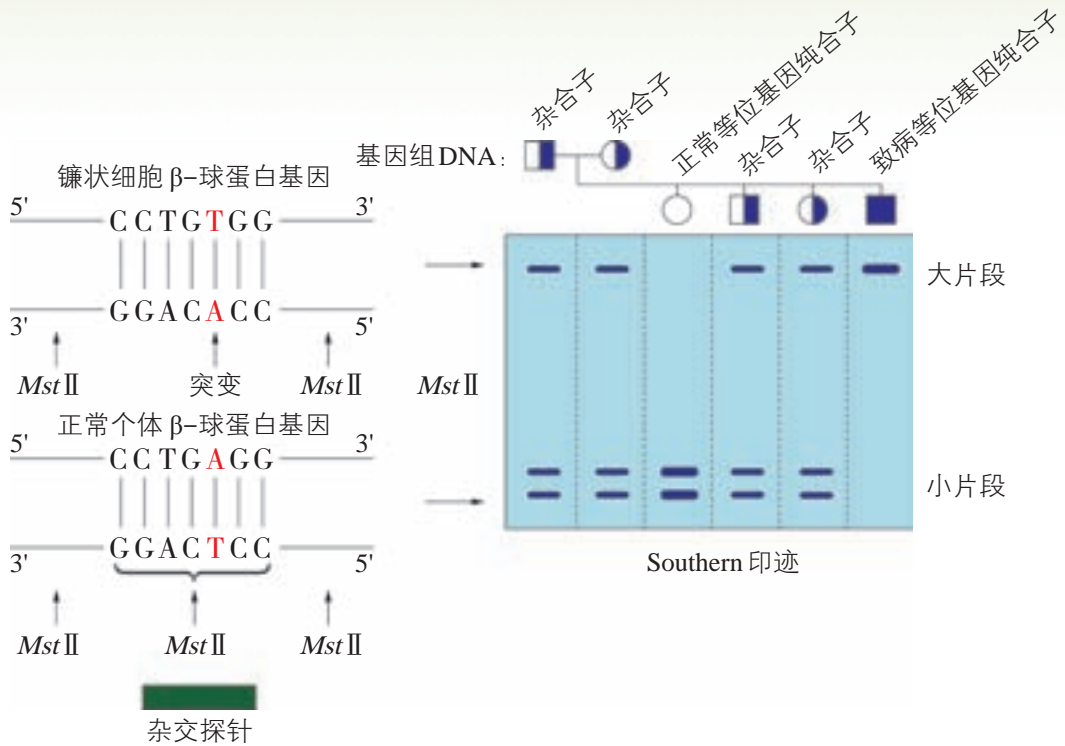 镰状细胞 β-球蛋白基因
5' C C T G T G G 3'
3' G G A C A C C 5'
MstⅡ 突变 MstⅡ
正常个体 β-球蛋白基因
5' C C T G A G G 3'
3' G G A C T C C 5'
MstⅡ MstⅡ MstⅡ
杂交探针
杂合子 杂合子 正常等位基因纯合子 杂合子 杂合子 致病等位基因纯合子
基因组DNA:
大片段
MstⅡ
小片段
Southern 印迹